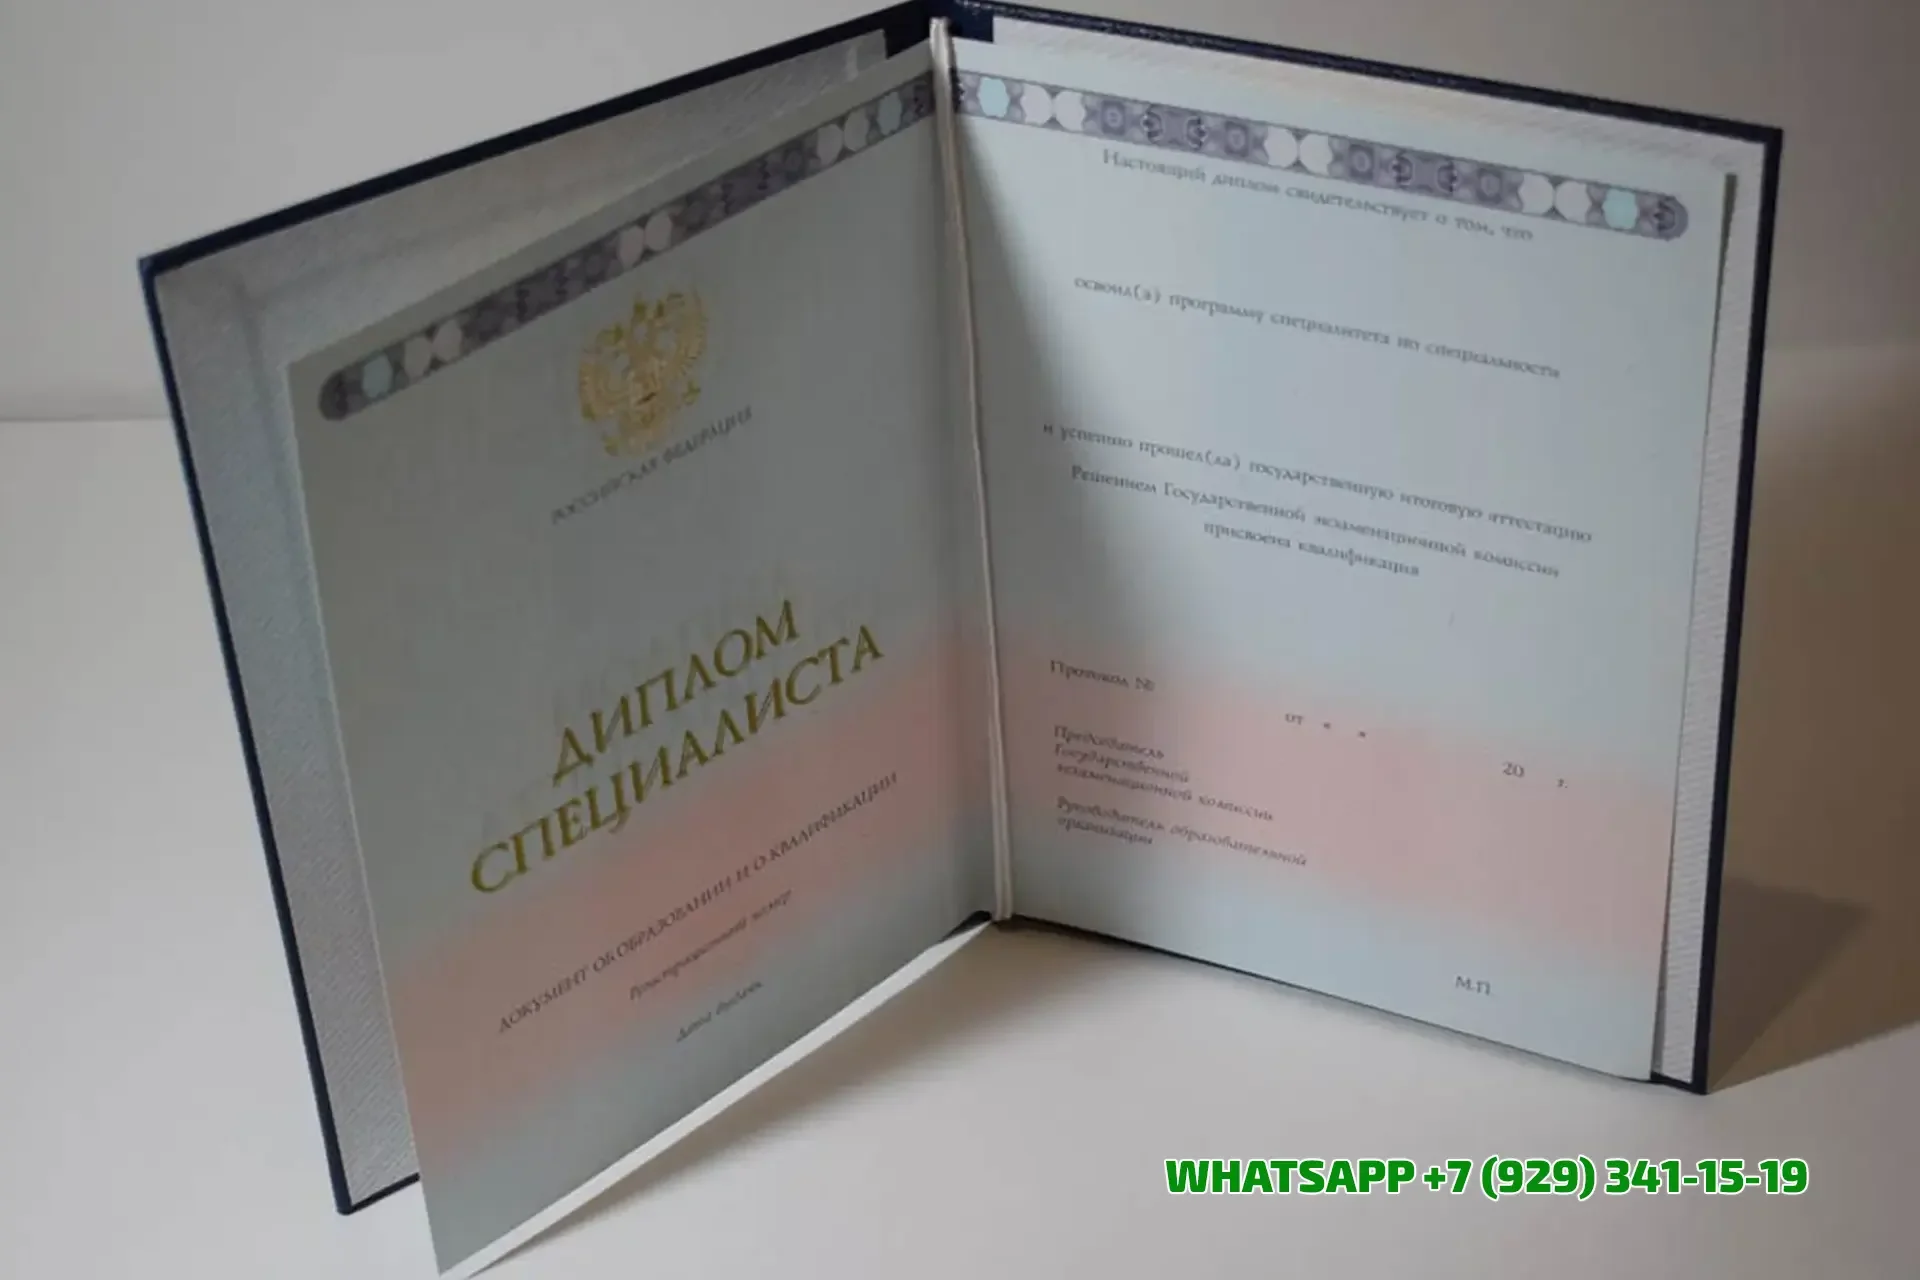 РОССИЙСКАЯ ФЕДЕРАЦИЯ
ДИПЛОМ
СПЕЦИАЛИСТА
ДОКУМЕНТ ОБ ОБРАЗОВАНИИ И О КВАЛИФИКАЦИИ
Регистрационный номер
Дата выдачи
Настоящий диплом свидетельствует о том, что
освоил(а) программу специалитета по специальности
и успешно прошел(ла) государственную итоговую аттестацию
Решением Государственной экзаменационной комиссии
присвоена квалификация
Протокол №
от « »
20 г.
Председатель
Государственной
экзаменационной комиссии
Руководитель образовательной
организации
М.П.
WHATSAPP +7 (929) 341-15-19